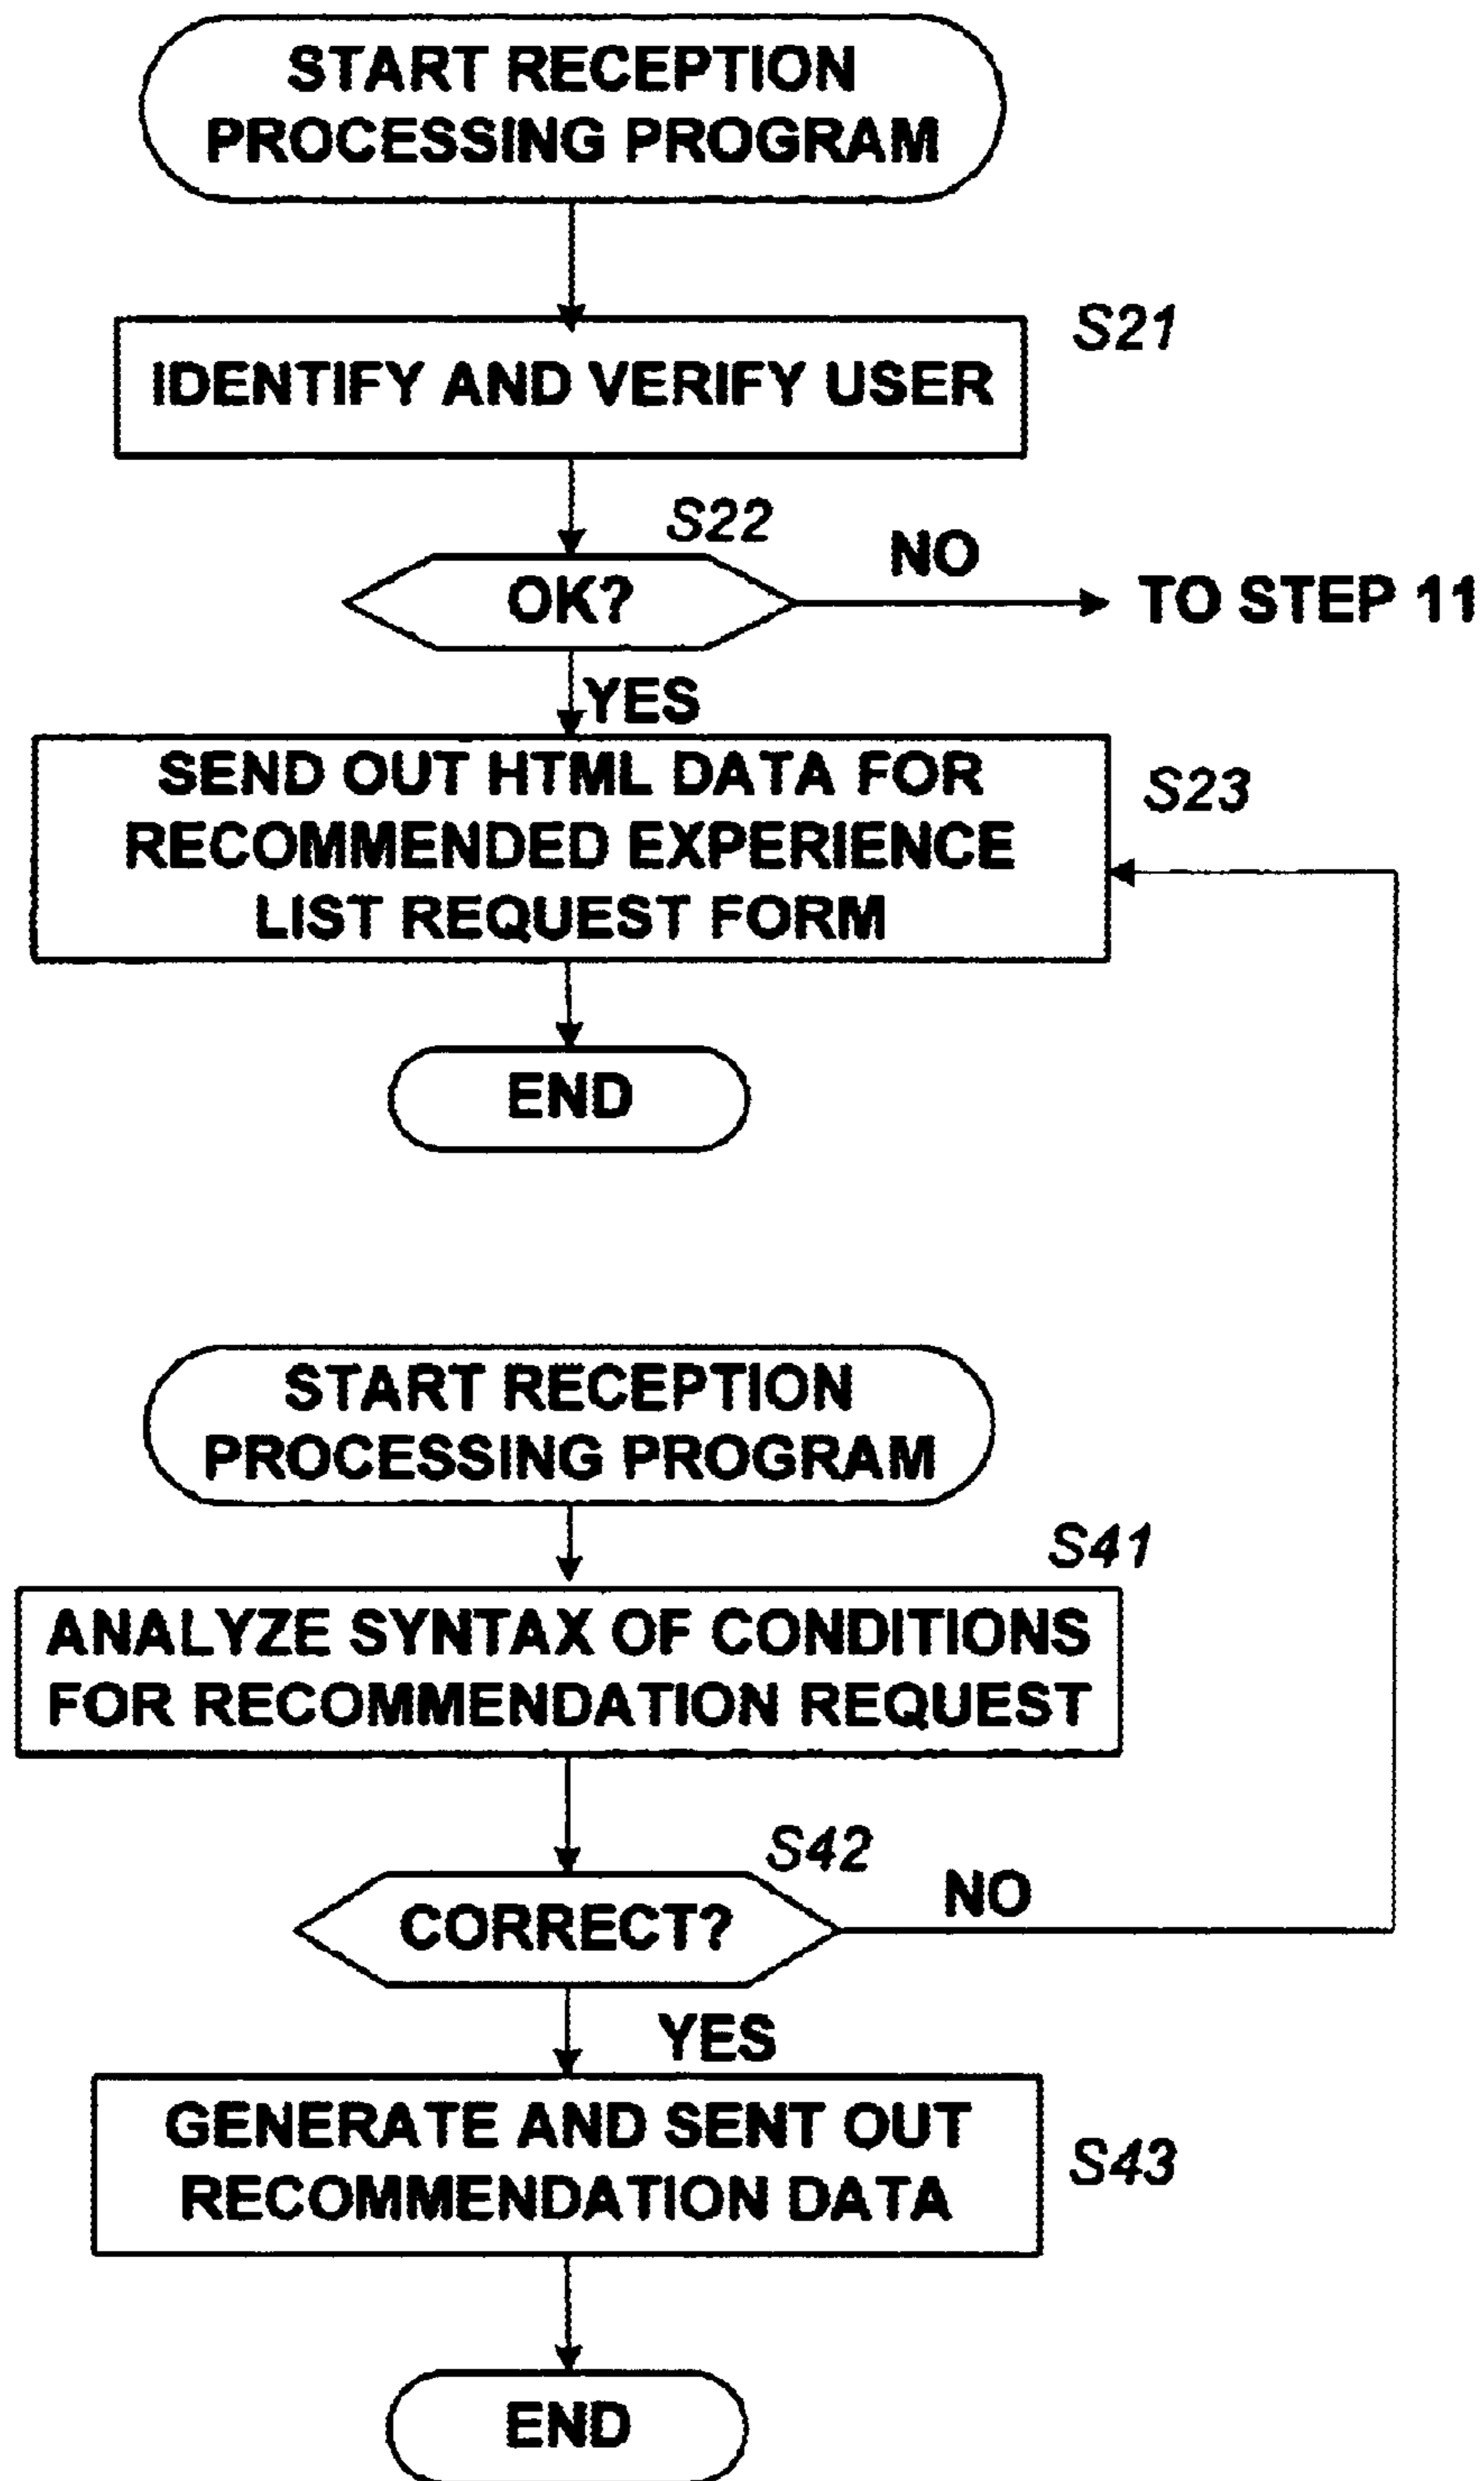 START RECEPTION
PROCESSING PROGRAM
S21
IDENTIFY AND VERIFY USER
S22
NO
OK?
TO STEP 11
YES
SEND OUT HTML DATA FOR
RECOMMENDED EXPERIENCE
LIST REQUEST FORM
S23
END
START RECEPTION
PROCESSING PROGRAM
S41
ANALYZE SYNTAX OF CONDITIONS
FOR RECOMMENDATION REQUEST
S42
NO
CORRECT?
YES
GENERATE AND SENT OUT
RECOMMENDATION DATA
S43
END